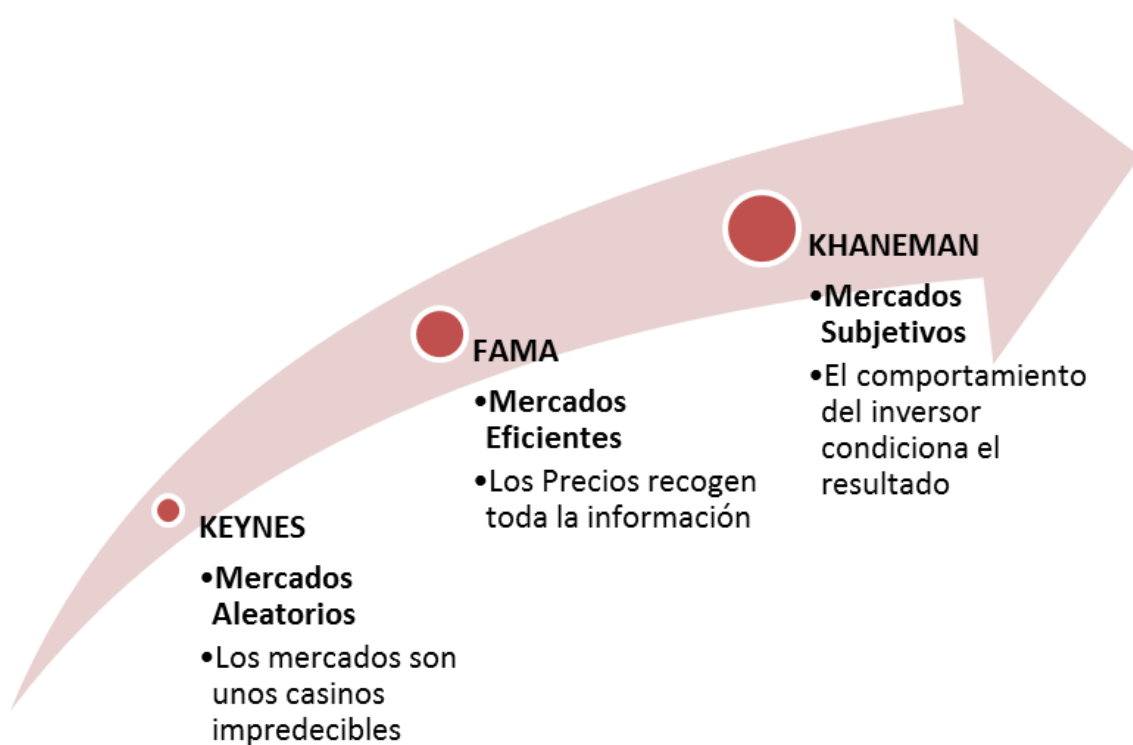 KEYNES
•Mercados
Aleatorios
•Los mercados son
unos casinos
impredecibles
FAMA
•Mercados
Eficientes
•Los Precios recogen
toda la información
KHANEMAN
•Mercados
Subjetivos
•El comportamiento
del inversor
condiciona el
resultado